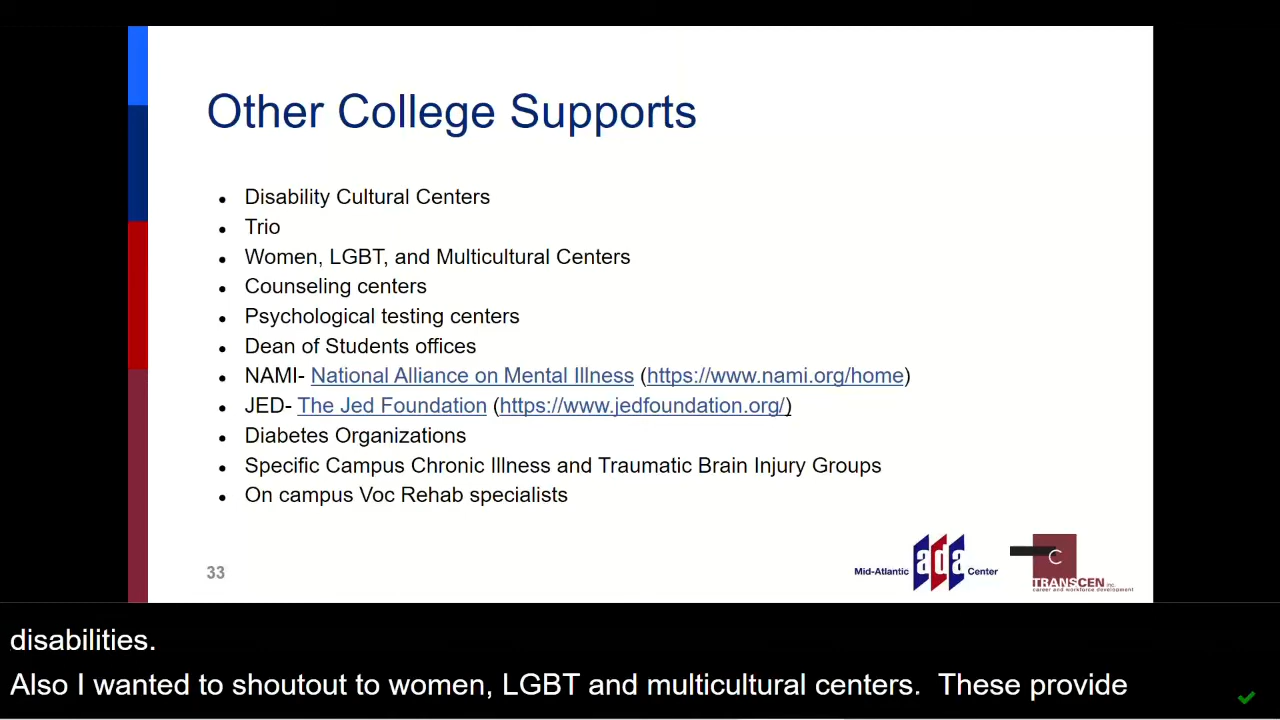 Other College Supports
• Disability Cultural Centers
• Trio
• Women, LGBT, and Multicultural Centers
• Counseling centers
• Psychological testing centers
• Dean of Students offices
• NAMI- National Alliance on Mental Illness (https://www.nami.org/home)
• JED- The Jed Foundation (https://www.jedfoundation.org/)
• Diabetes Organizations
• Specific Campus Chronic Illness and Traumatic Brain Injury Groups
• On campus Voc Rehab specialists
33
Mid-Atlantic ada Center
C
TRANSCEN inc.
career and workforce development
disabilities.
Also I wanted to shoutout to women, LGBT and multicultural centers.  These provide